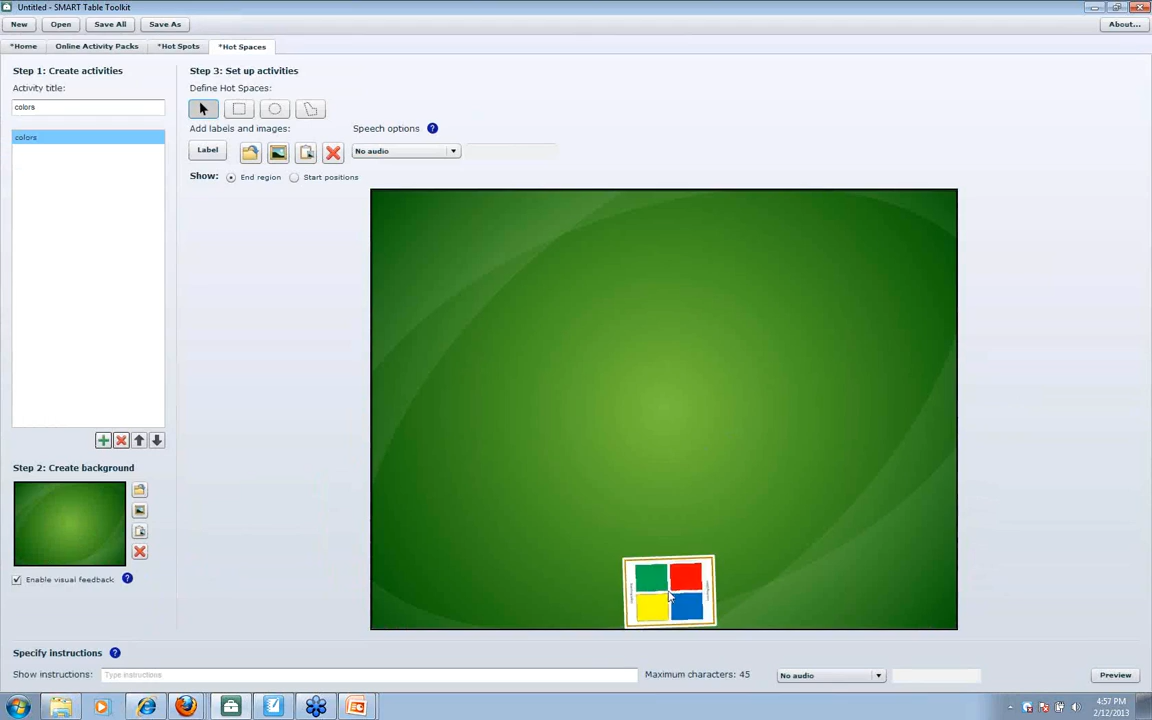 Untitled - SMART Table Toolkit
New
Open
Save All
Save As
About...
*Home
Online Activity Packs
*Hot Spots
*Hot Spaces
Step 1: Create activities
Activity title:
colors
colors
Step 2: Create background
Enable visual feedback
?
Step 3: Set up activities
Define Hot Spaces:
Add labels and images:
Speech options
?
Label
No audio
Show:
End region
Start positions
Specify instructions
?
Show instructions:
Type instructions
Maximum characters: 45
No audio
Preview
4:57 PM
2/12/2013